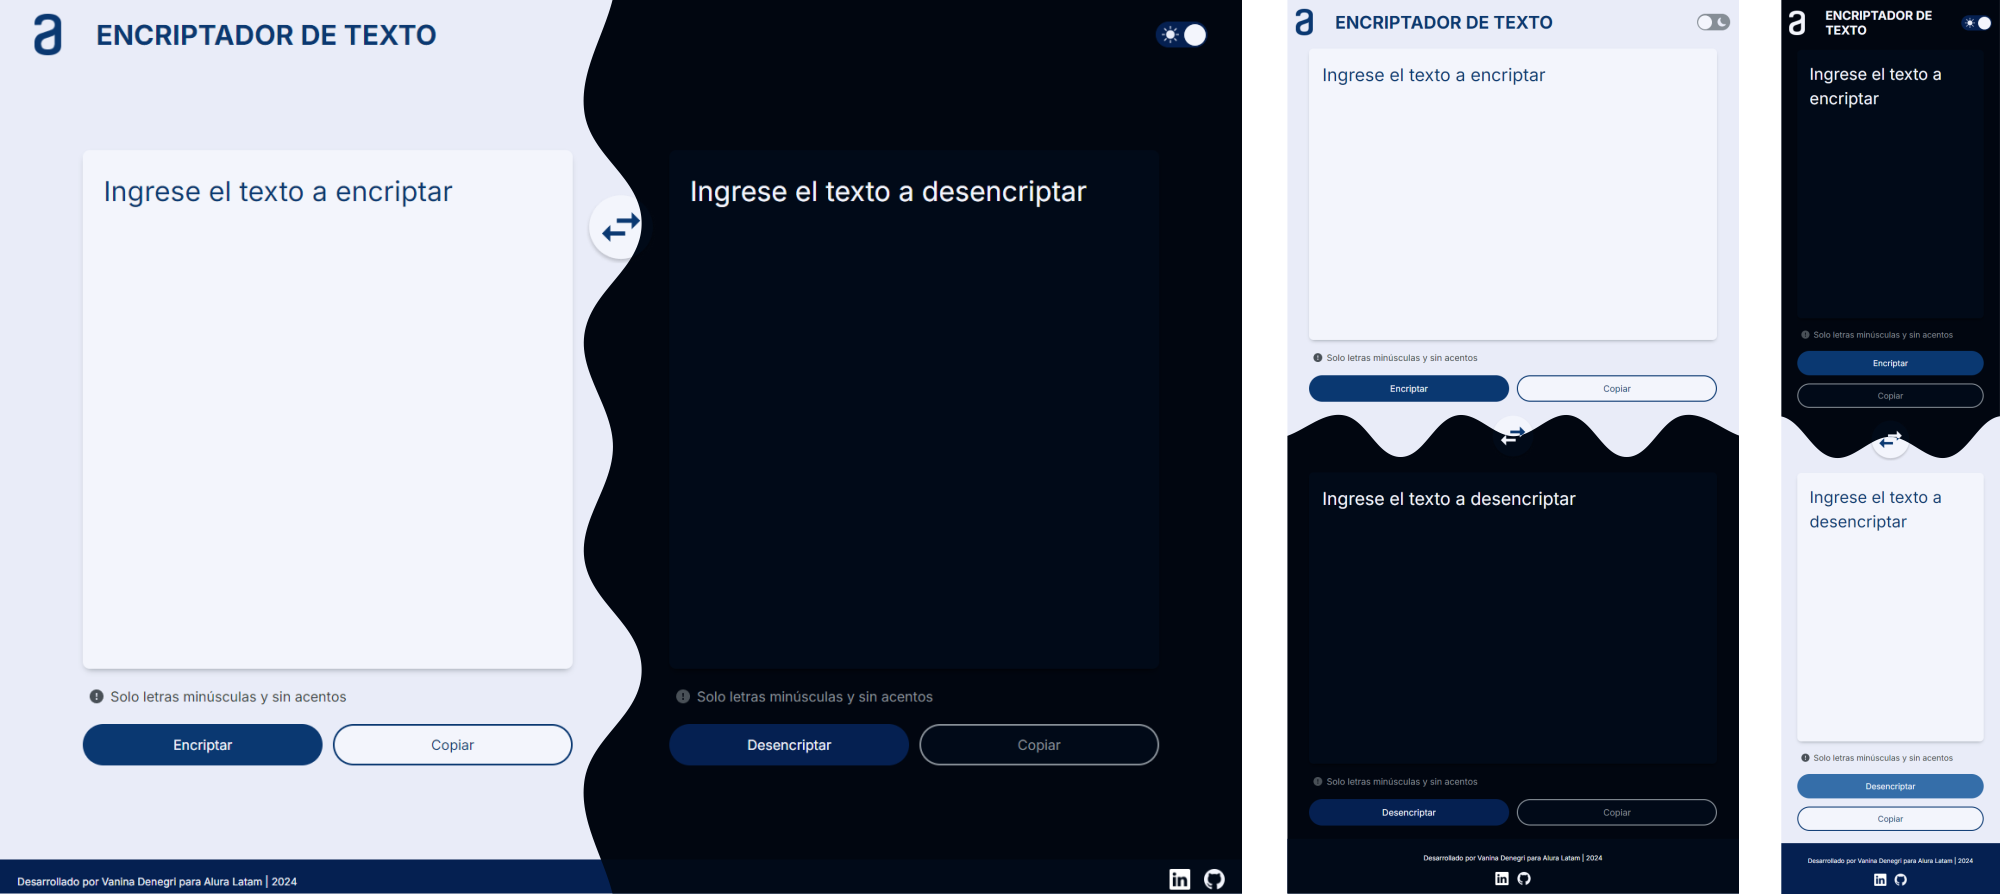 a ENCRIPTADOR DE TEXTO
Ingrese el texto a encriptar
Solo letras minúsculas y sin acentos
Encriptar
Copiar
Ingrese el texto a desencriptar
Solo letras minúsculas y sin acentos
Desencriptar
Copiar
Desarrollado por Vanina Denegri para Alura Latam | 2024
in
a ENCRIPTADOR DE TEXTO
Ingrese el texto a encriptar
Solo letras minúsculas y sin acentos
Encriptar
Copiar
Ingrese el texto a desencriptar
Solo letras minúsculas y sin acentos
Desencriptar
Copiar
Desarrollado por Vanina Denegri para Alura Latam | 2024
in
a ENCRIPTADOR DE
TEXTO
Ingrese el texto a
encriptar
Solo letras minúsculas y sin acentos
Encriptar
Copiar
Ingrese el texto a
desencriptar
Solo letras minúsculas y sin acentos
Desencriptar
Copiar
Desarrollado por Vanina Denegri para Alura Latam | 2024
in